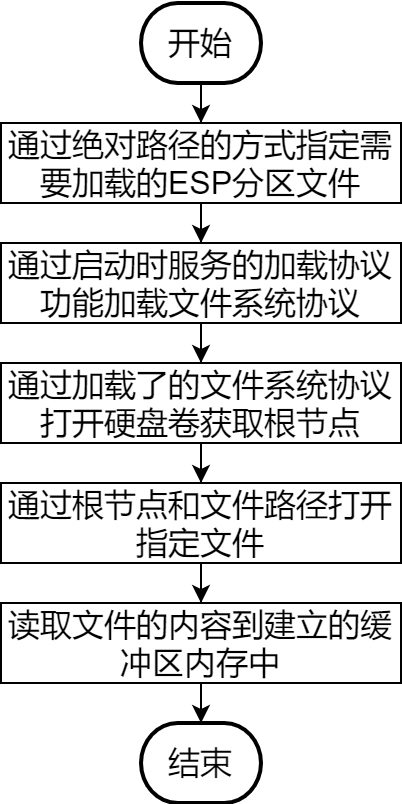 开始
通过绝对路径的方式指定需
要加载的ESP分区文件
通过启动时服务的加载协议
功能加载文件系统协议
通过加载了的文件系统协议
打开硬盘卷获取根节点
通过根节点和文件路径打开
指定文件
读取文件的内容到建立的缓
冲区内存中
结束